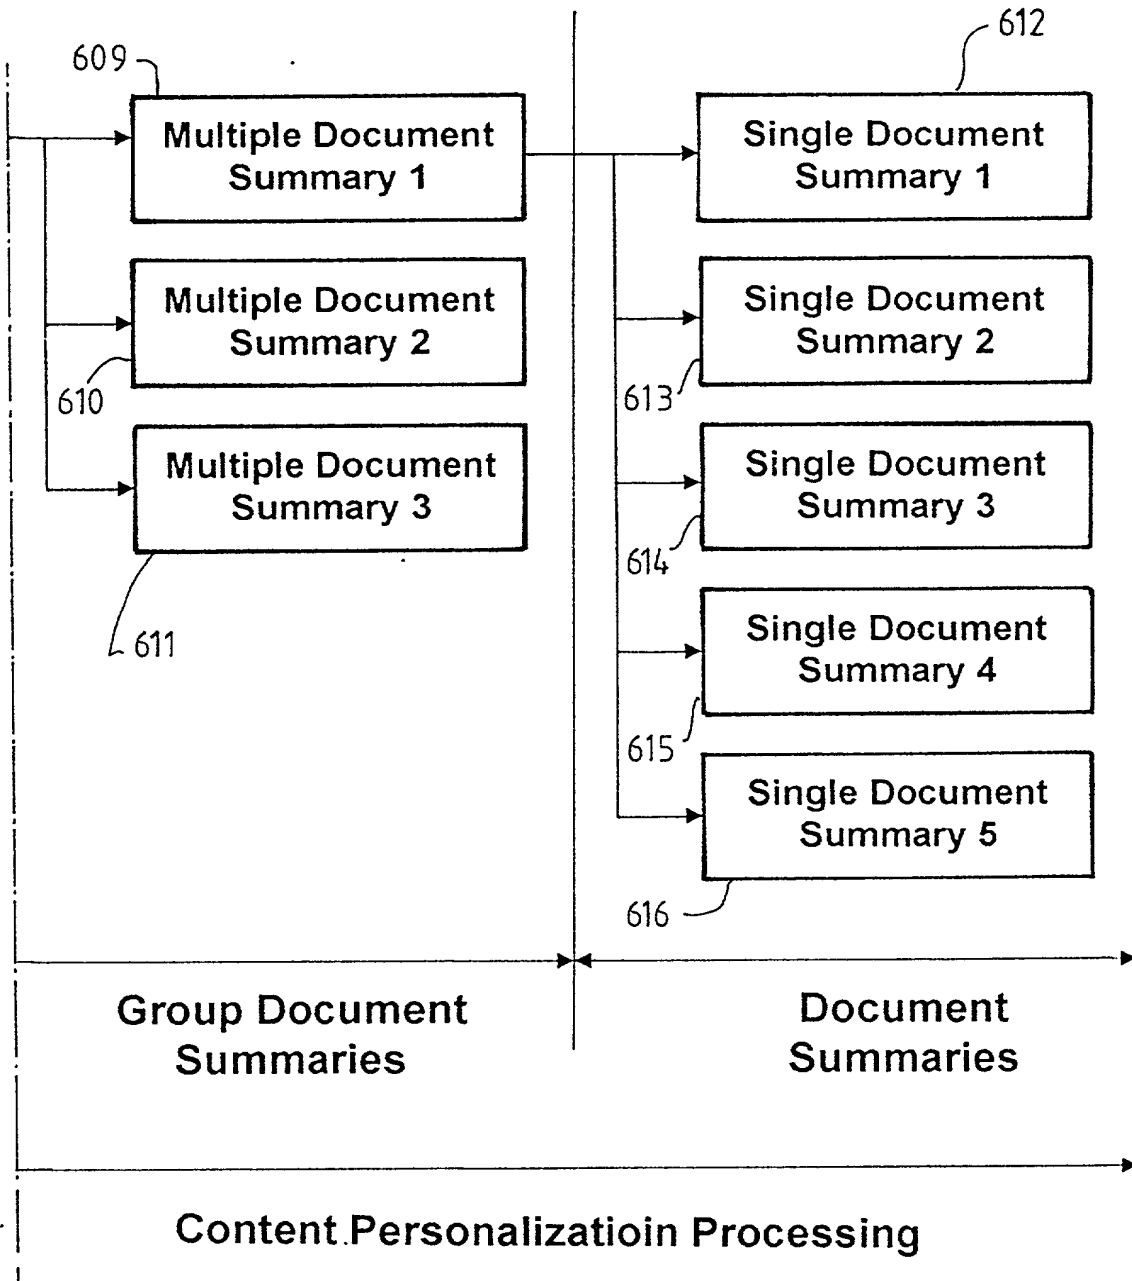 609
Multiple Document
Summary 1
Multiple Document
Summary 2
610
Multiple Document
Summary 3
611
612
Single Document
Summary 1
Single Document
Summary 2
613
Single Document
Summary 3
614
Single Document
Summary 4
615
Single Document
Summary 5
616
Group Document
Summaries
Document
Summaries
Content Personalizatioin Processing